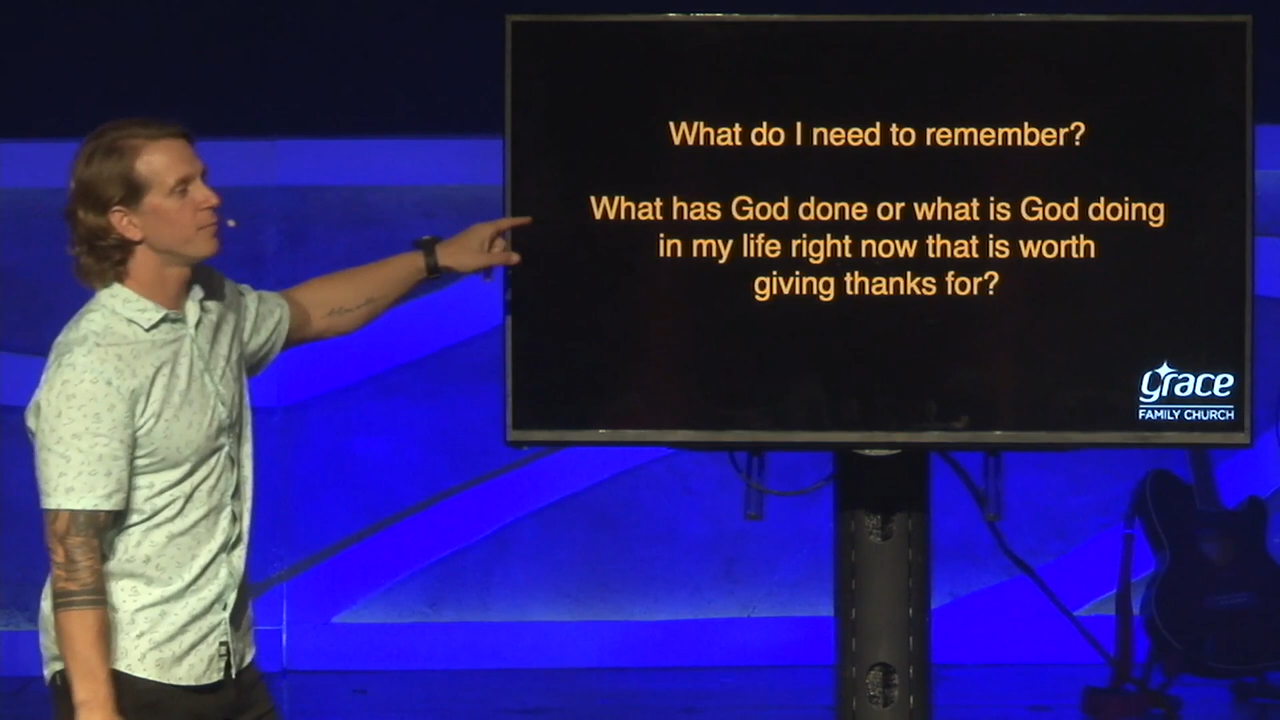 What do I need to remember?
What has God done or what is God doing
in my life right now that is worth
giving thanks for?
grace
FAMILY CHURCH